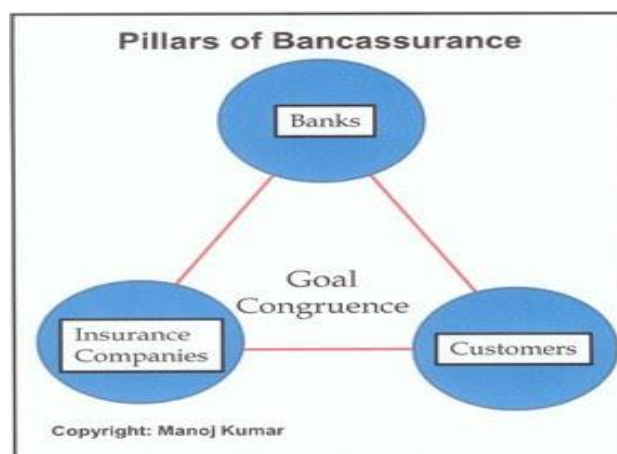 Pillars of Bancassurance
Banks
Goal
Congruence
Insurance
Companies
Customers
Copyright: Manoj Kumar